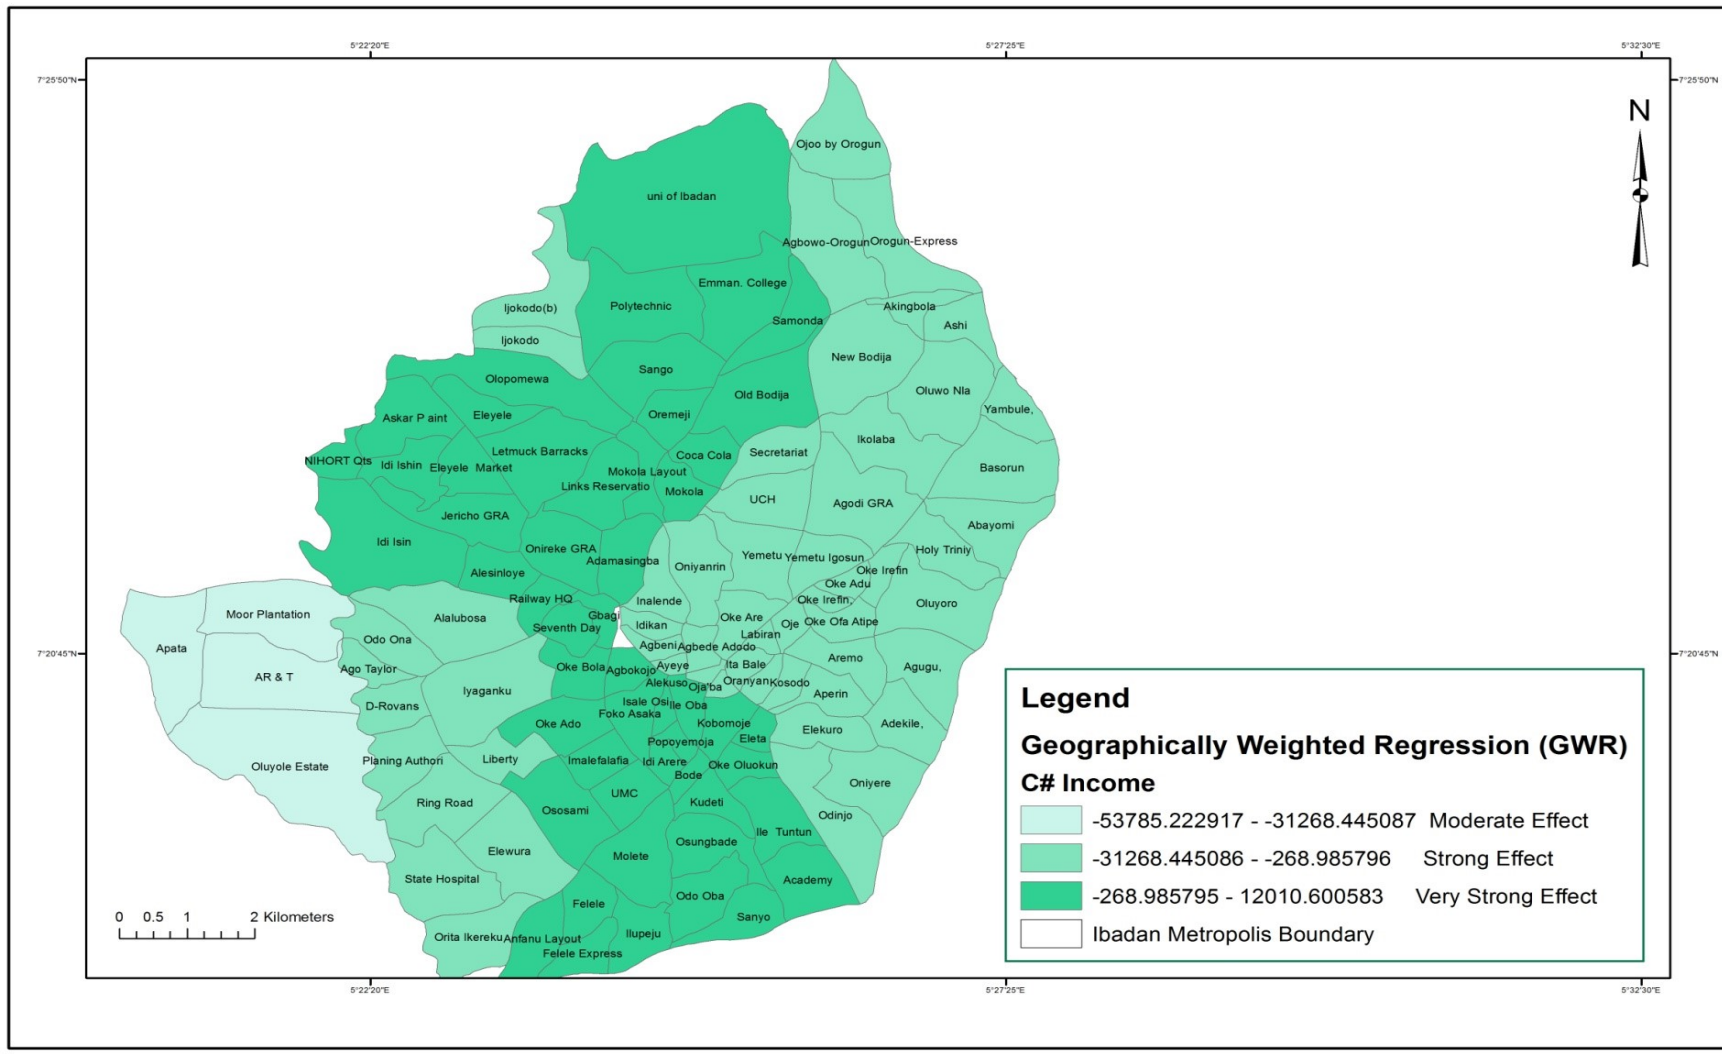 5°22'20"E 5°27'25"E 5°32'30"E
7°25'50"N 7°25'50"N
N
Ojoo by Orogun
uni of Ibadan
Agbowo-Orogun Orogun-Express
Emman. College
Ijokodo(b) Polytechnic Akingbola
Samonda Ashi
Ijokodo
New Bodija
Sango
Olopomewa
Old Bodija Oluwo Nla
Askar P aint Eleyele Oremeji Yambule,
Ikolaba
Letmuck Barracks Coca Cola Secretariat
NIHORT Qts Idi Ishin Eleyele Market Mokola Layout Basorun
Links Reservatio Mokola UCH
Agodi GRA
Jericho GRA
Abayomi
Idi Isin Onireke GRA Holy Triniy
Adamasingba Yemetu Yemetu Igosun
Alesinloye Oniyanrin Oke Irefin
Oke Adu
Railway HQ Inalende Oke Irefin, Oluyoro
Moor Plantation Alalubosa Gbagi Oke Are
Seventh Day Idikan Oje Oke Ofa Atipe
Odo Ona Labiran
7°20'45"N Apata Agbeni Agbede Adodo 7°20'45"N
Ago Taylor Oke Bola Agbokojo Ayeye Ita Bale Aremo Agugu,
AR & T Alekuso Oja'ba Oranyan Kosodo
Iyaganku Aperin
D-Rovans Isale Osi Ile Oba
Foko Asaka
Oke Ado Kobomoje Elekuro Adekile,
Popoyemoja Eleta
Oluyole Estate Planing Authori Liberty Imalefalafia Idi Arere Oke Oluokun
Bode Oniyere
UMC
Ring Road Ososami Kudeti
Odinjo
Ile Tuntun
Osungbade
Elewura Molete
State Hospital Academy
Odo Oba
Felele
Sanyo
Orita Ikereku Anfanu Layout Ilupeju
Felele Express
0 0.5 1 2 Kilometers
Legend
Geographically Weighted Regression (GWR)
C# Income
-53785.222917 - -31268.445087 Moderate Effect
-31268.445086 - -268.985796 Strong Effect
-268.985795 - 12010.600583 Very Strong Effect
Ibadan Metropolis Boundary
5°22'20"E 5°27'25"E 5°32'30"E